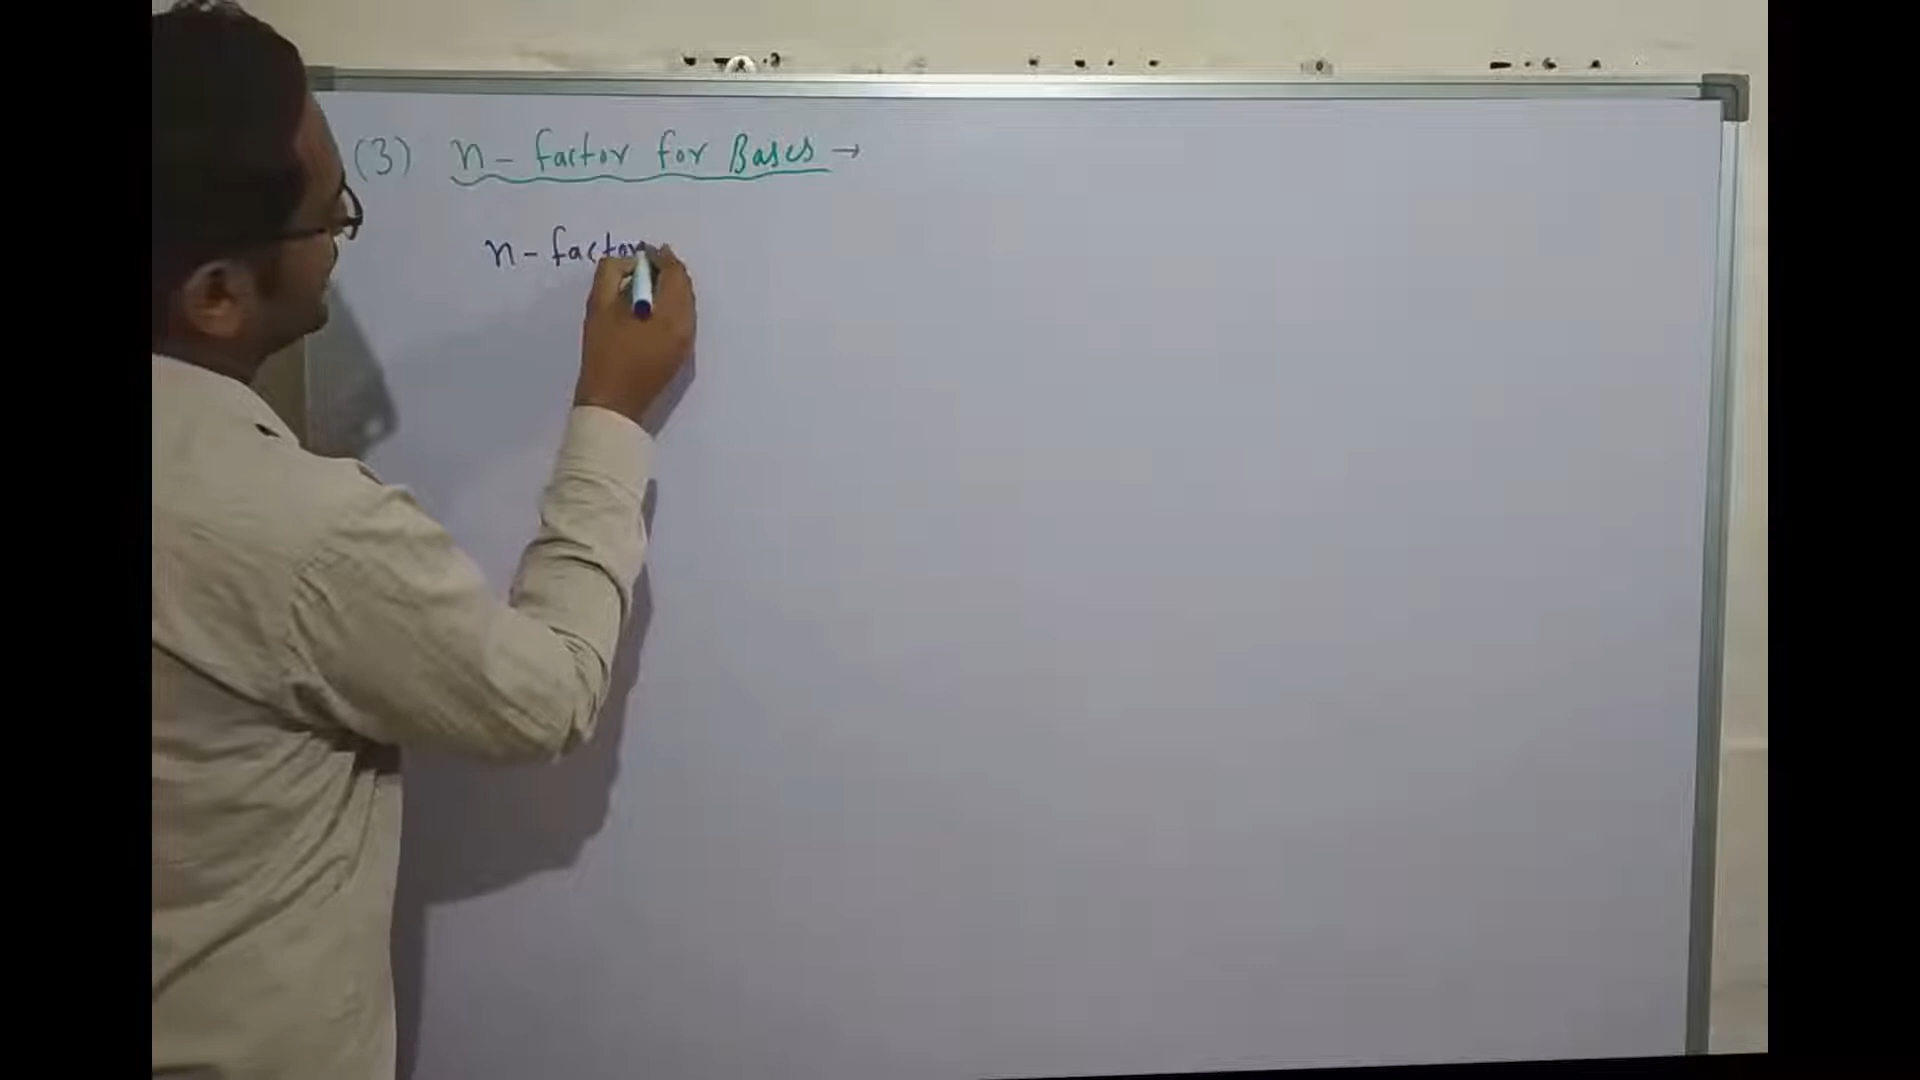 (3) n - factor for Bases →
n - factor